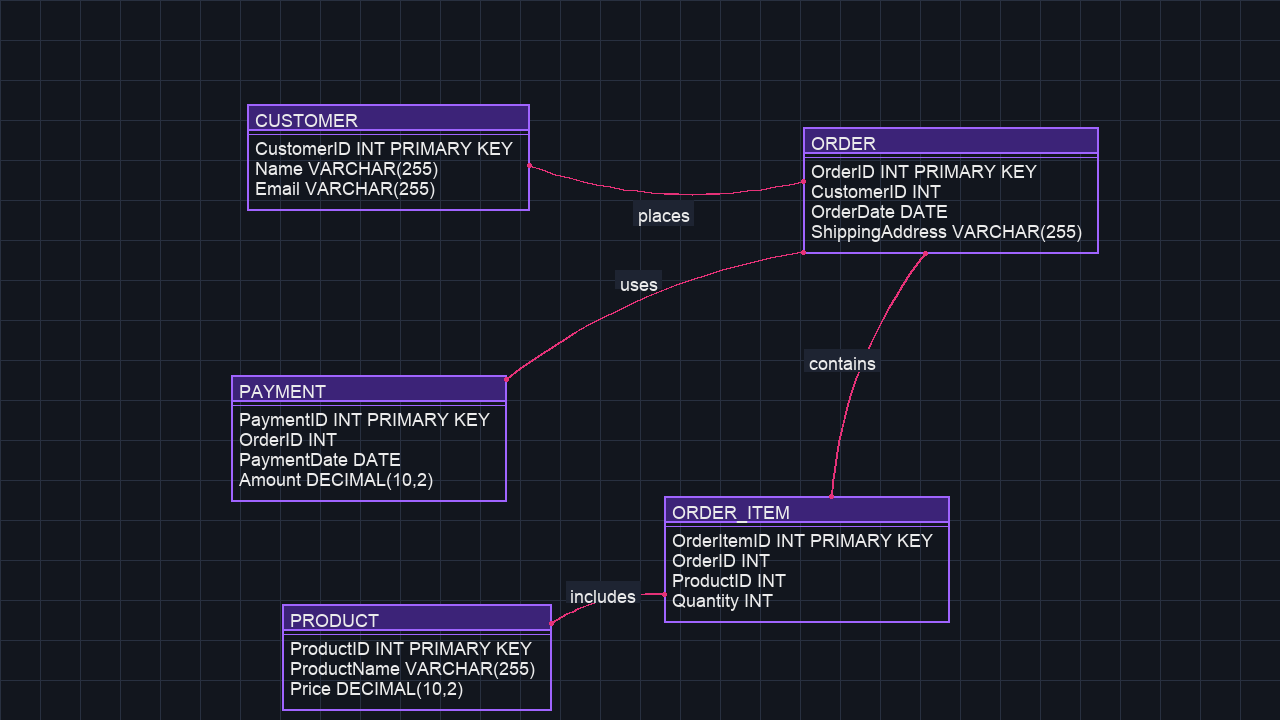 CUSTOMER
CustomerID INT PRIMARY KEY
Name VARCHAR(255)
Email VARCHAR(255)
places
ORDER
OrderID INT PRIMARY KEY
CustomerID INT
OrderDate DATE
ShippingAddress VARCHAR(255)
uses
contains
PAYMENT
PaymentID INT PRIMARY KEY
OrderID INT
PaymentDate DATE
Amount DECIMAL(10,2)
ORDER_ITEM
OrderItemID INT PRIMARY KEY
OrderID INT
ProductID INT
Quantity INT
includes
PRODUCT
ProductID INT PRIMARY KEY
ProductName VARCHAR(255)
Price DECIMAL(10,2)